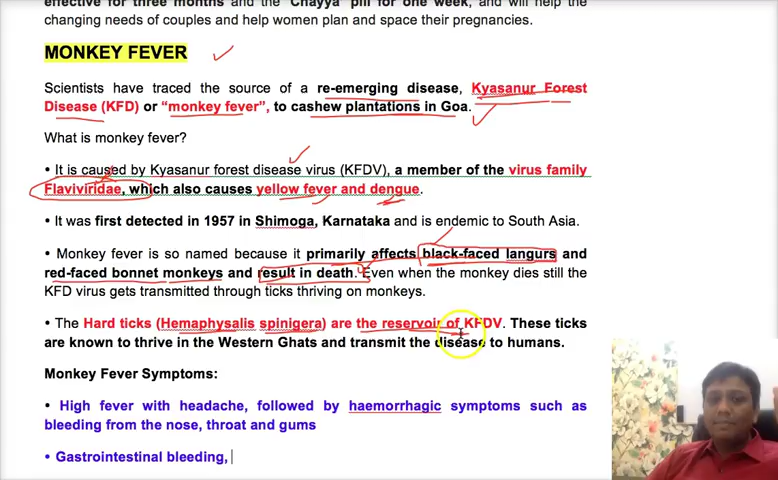 effective for three months and the "Chayya" pill for one week, and will help the
changing needs of couples and help women plan and space their pregnancies.
MONKEY FEVER
Scientists have traced the source of a re-emerging disease, Kyasanur Forest
Disease (KFD) or "monkey fever", to cashew plantations in Goa.
What is monkey fever?
• It is caused by Kyasanur forest disease virus (KFDV), a member of the virus family
Flaviviridae, which also causes yellow fever and dengue.
• It was first detected in 1957 in Shimoga, Karnataka and is endemic to South Asia.
• Monkey fever is so named because it primarily affects black-faced langurs and
red-faced bonnet monkeys and result in death. Even when the monkey dies still the
KFD virus gets transmitted through ticks thriving on monkeys.
• The Hard ticks (Hemaphysalis spinigera) are the reservoir of KFDV. These ticks
are known to thrive in the Western Ghats and transmit the disease to humans.
Monkey Fever Symptoms:
• High fever with headache, followed by haemorrhagic symptoms such as
bleeding from the nose, throat and gums
• Gastrointestinal bleeding,